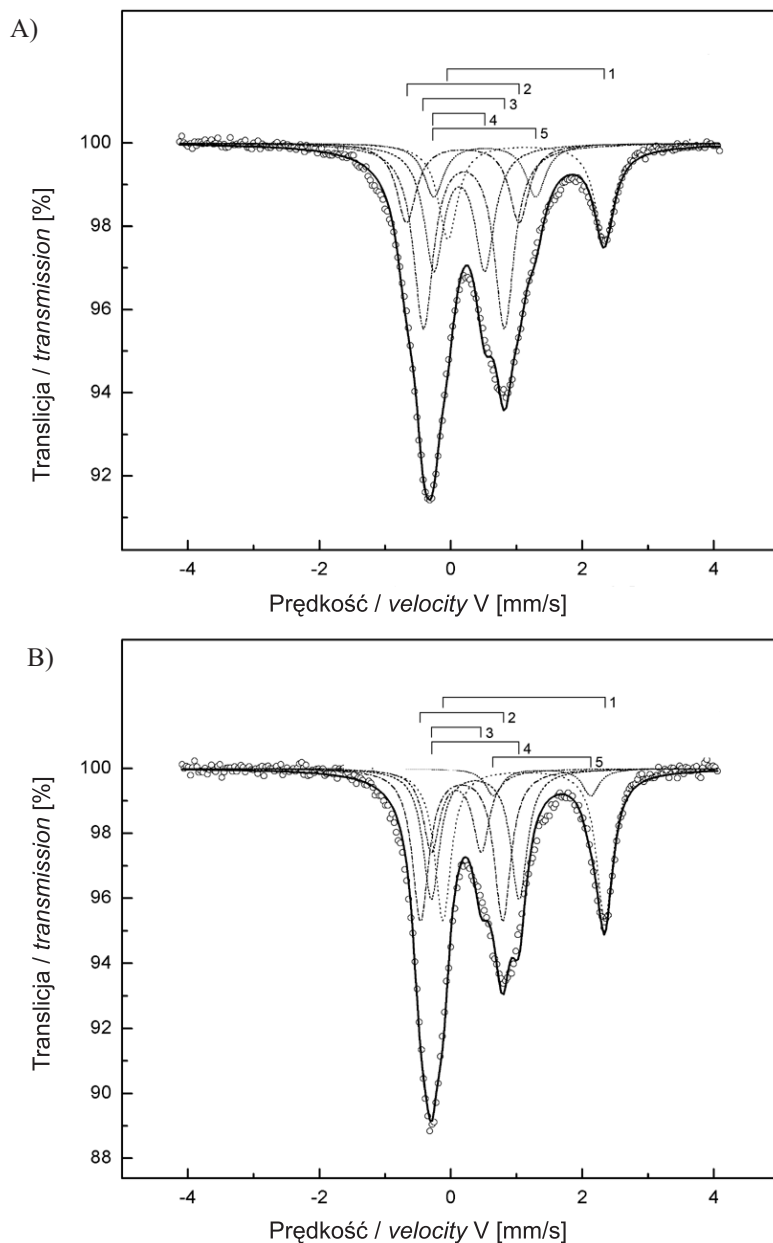 A)
1
2
3
4
5
100
98
96
94
92
-4 -2 0 2 4
Translicja / transmission [%]
Prędkość / velocity V [mm/s]
B)
1
2
3
4
5
100
98
96
94
92
90
88
-4 -2 0 2 4
Translicja / transmission [%]
Prędkość / velocity V [mm/s]